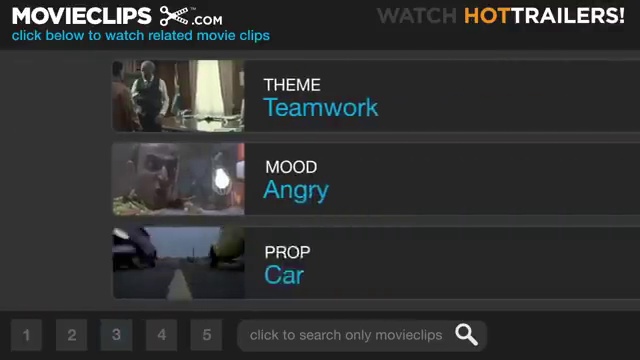 MOVIECLIPS™.COM
click below to watch related movie clips
WATCH HOTTRAILERS!
THEME
Teamwork
MOOD
Angry
PROP
Car
1 2 3 4 5
click to search only movieclips